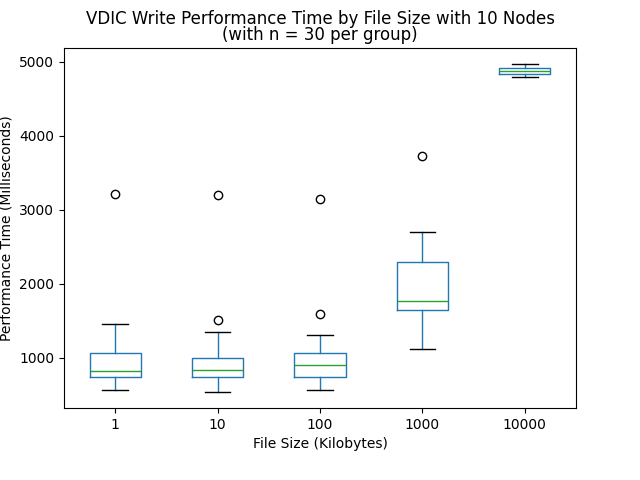 VDIC Write Performance Time by File Size with 10 Nodes
(with n = 30 per group)
Performance Time (Milliseconds)
5000
4000
3000
2000
1000
1 10 100 1000 10000
File Size (Kilobytes)